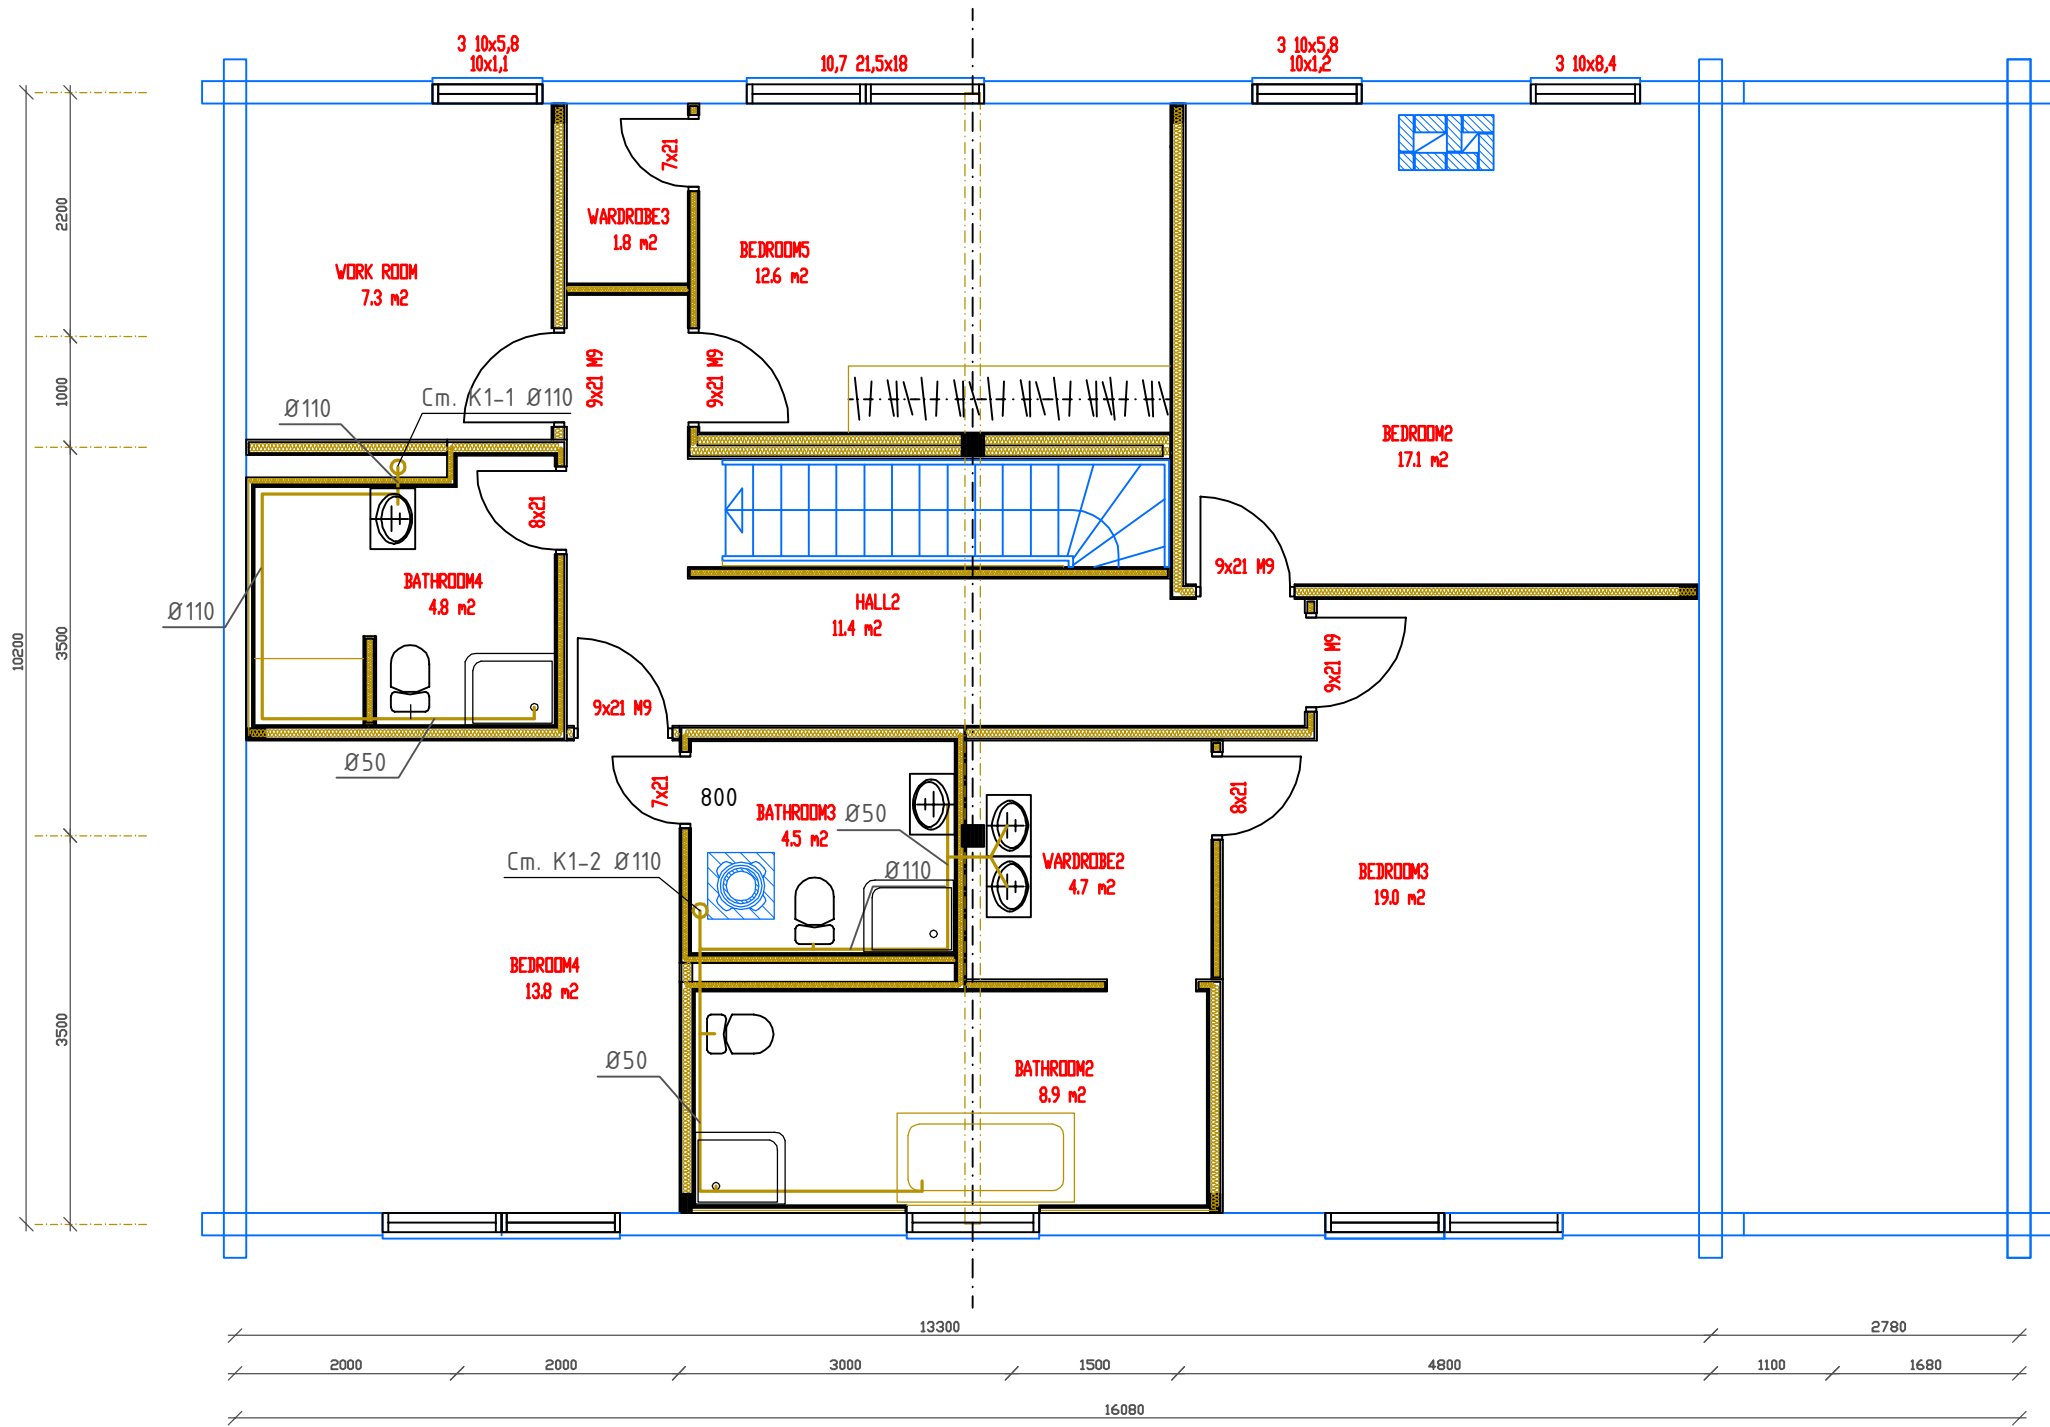 3 10x5,8
10x1,1
10,7 21,5x18
3 10x5,8
10x1,2
3 10x8,4
7x21
WARDROBE3
1.8 m2
BEDROOM5
12.6 m2
WORK ROOM
7.3 m2
2200
9x21 M9
9x21 M9
1000
Cm. K1-1 Ø110
Ø110
BEDROOM2
17.1 m2
8x21
9x21 M9
BATHROOM4
4.8 m2
HALL2
11.4 m2
Ø110
10200
3500
9x21 M9
9x21 M9
Ø50
7x21
800
BATHROOM3
4.5 m2
Ø50
8x21
Cm. K1-2 Ø110
Ø110
WARDROBE2
4.7 m2
BEDROOM3
19.0 m2
BEDROOM4
13.8 m2
3500
Ø50
BATHROOM2
8.9 m2
13300
2780
2000
2000
3000
1500
4800
1100
1680
16080